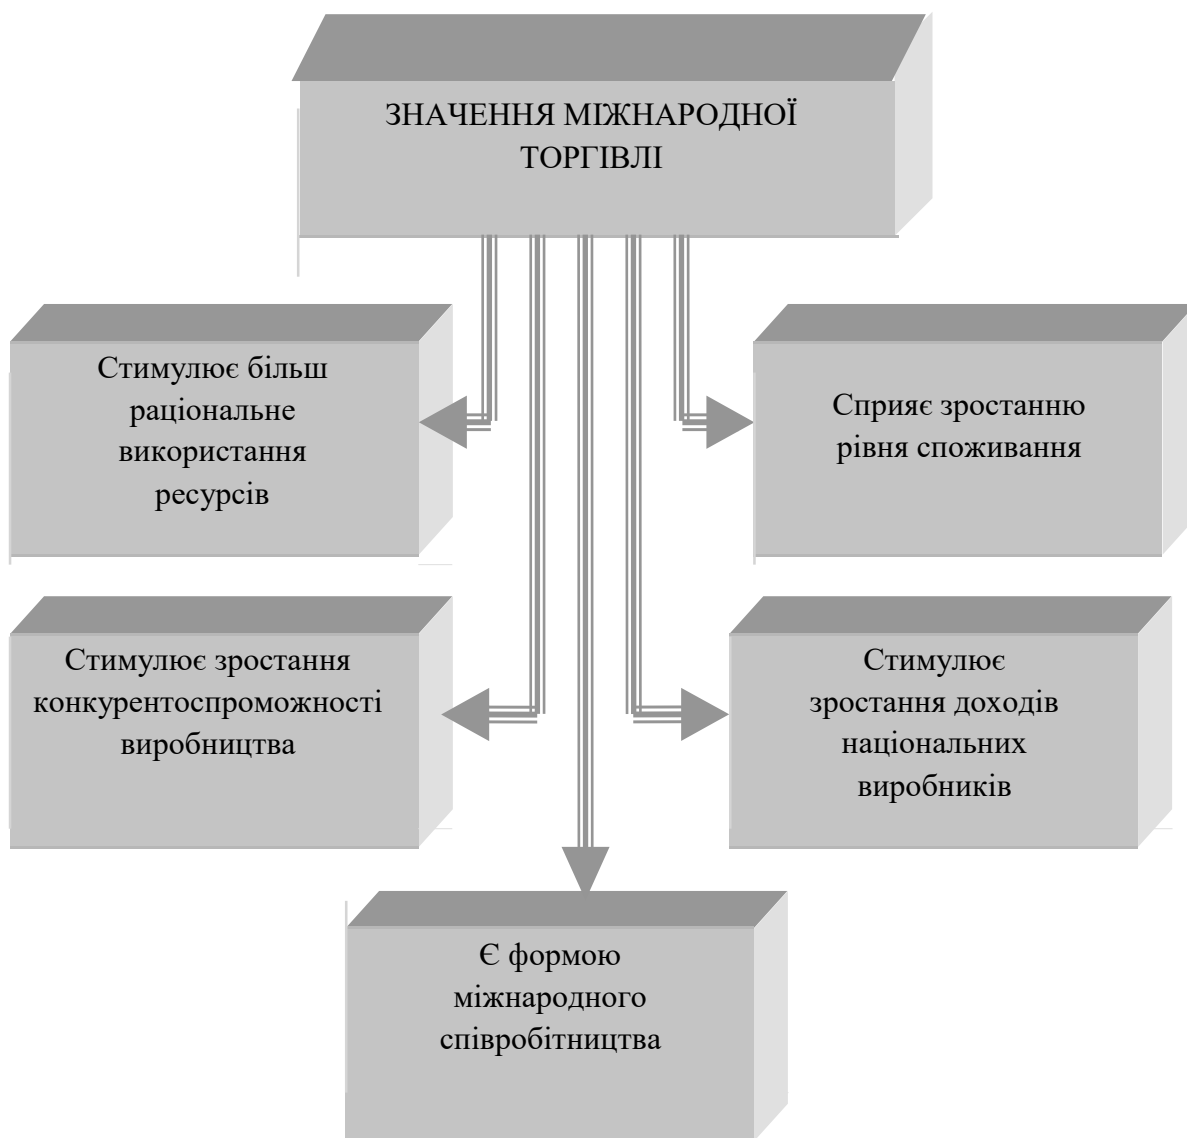 ЗНАЧЕННЯ МІЖНАРОДНОЇ
ТОРГІВЛІ
Стимулює більш
раціональне
використання
ресурсів
Сприяє зростанню
рівня споживання
Стимулює зростання
конкурентоспроможності
виробництва
Стимулює
зростання доходів
національних
виробників
Є формою
міжнародного
співробітництва